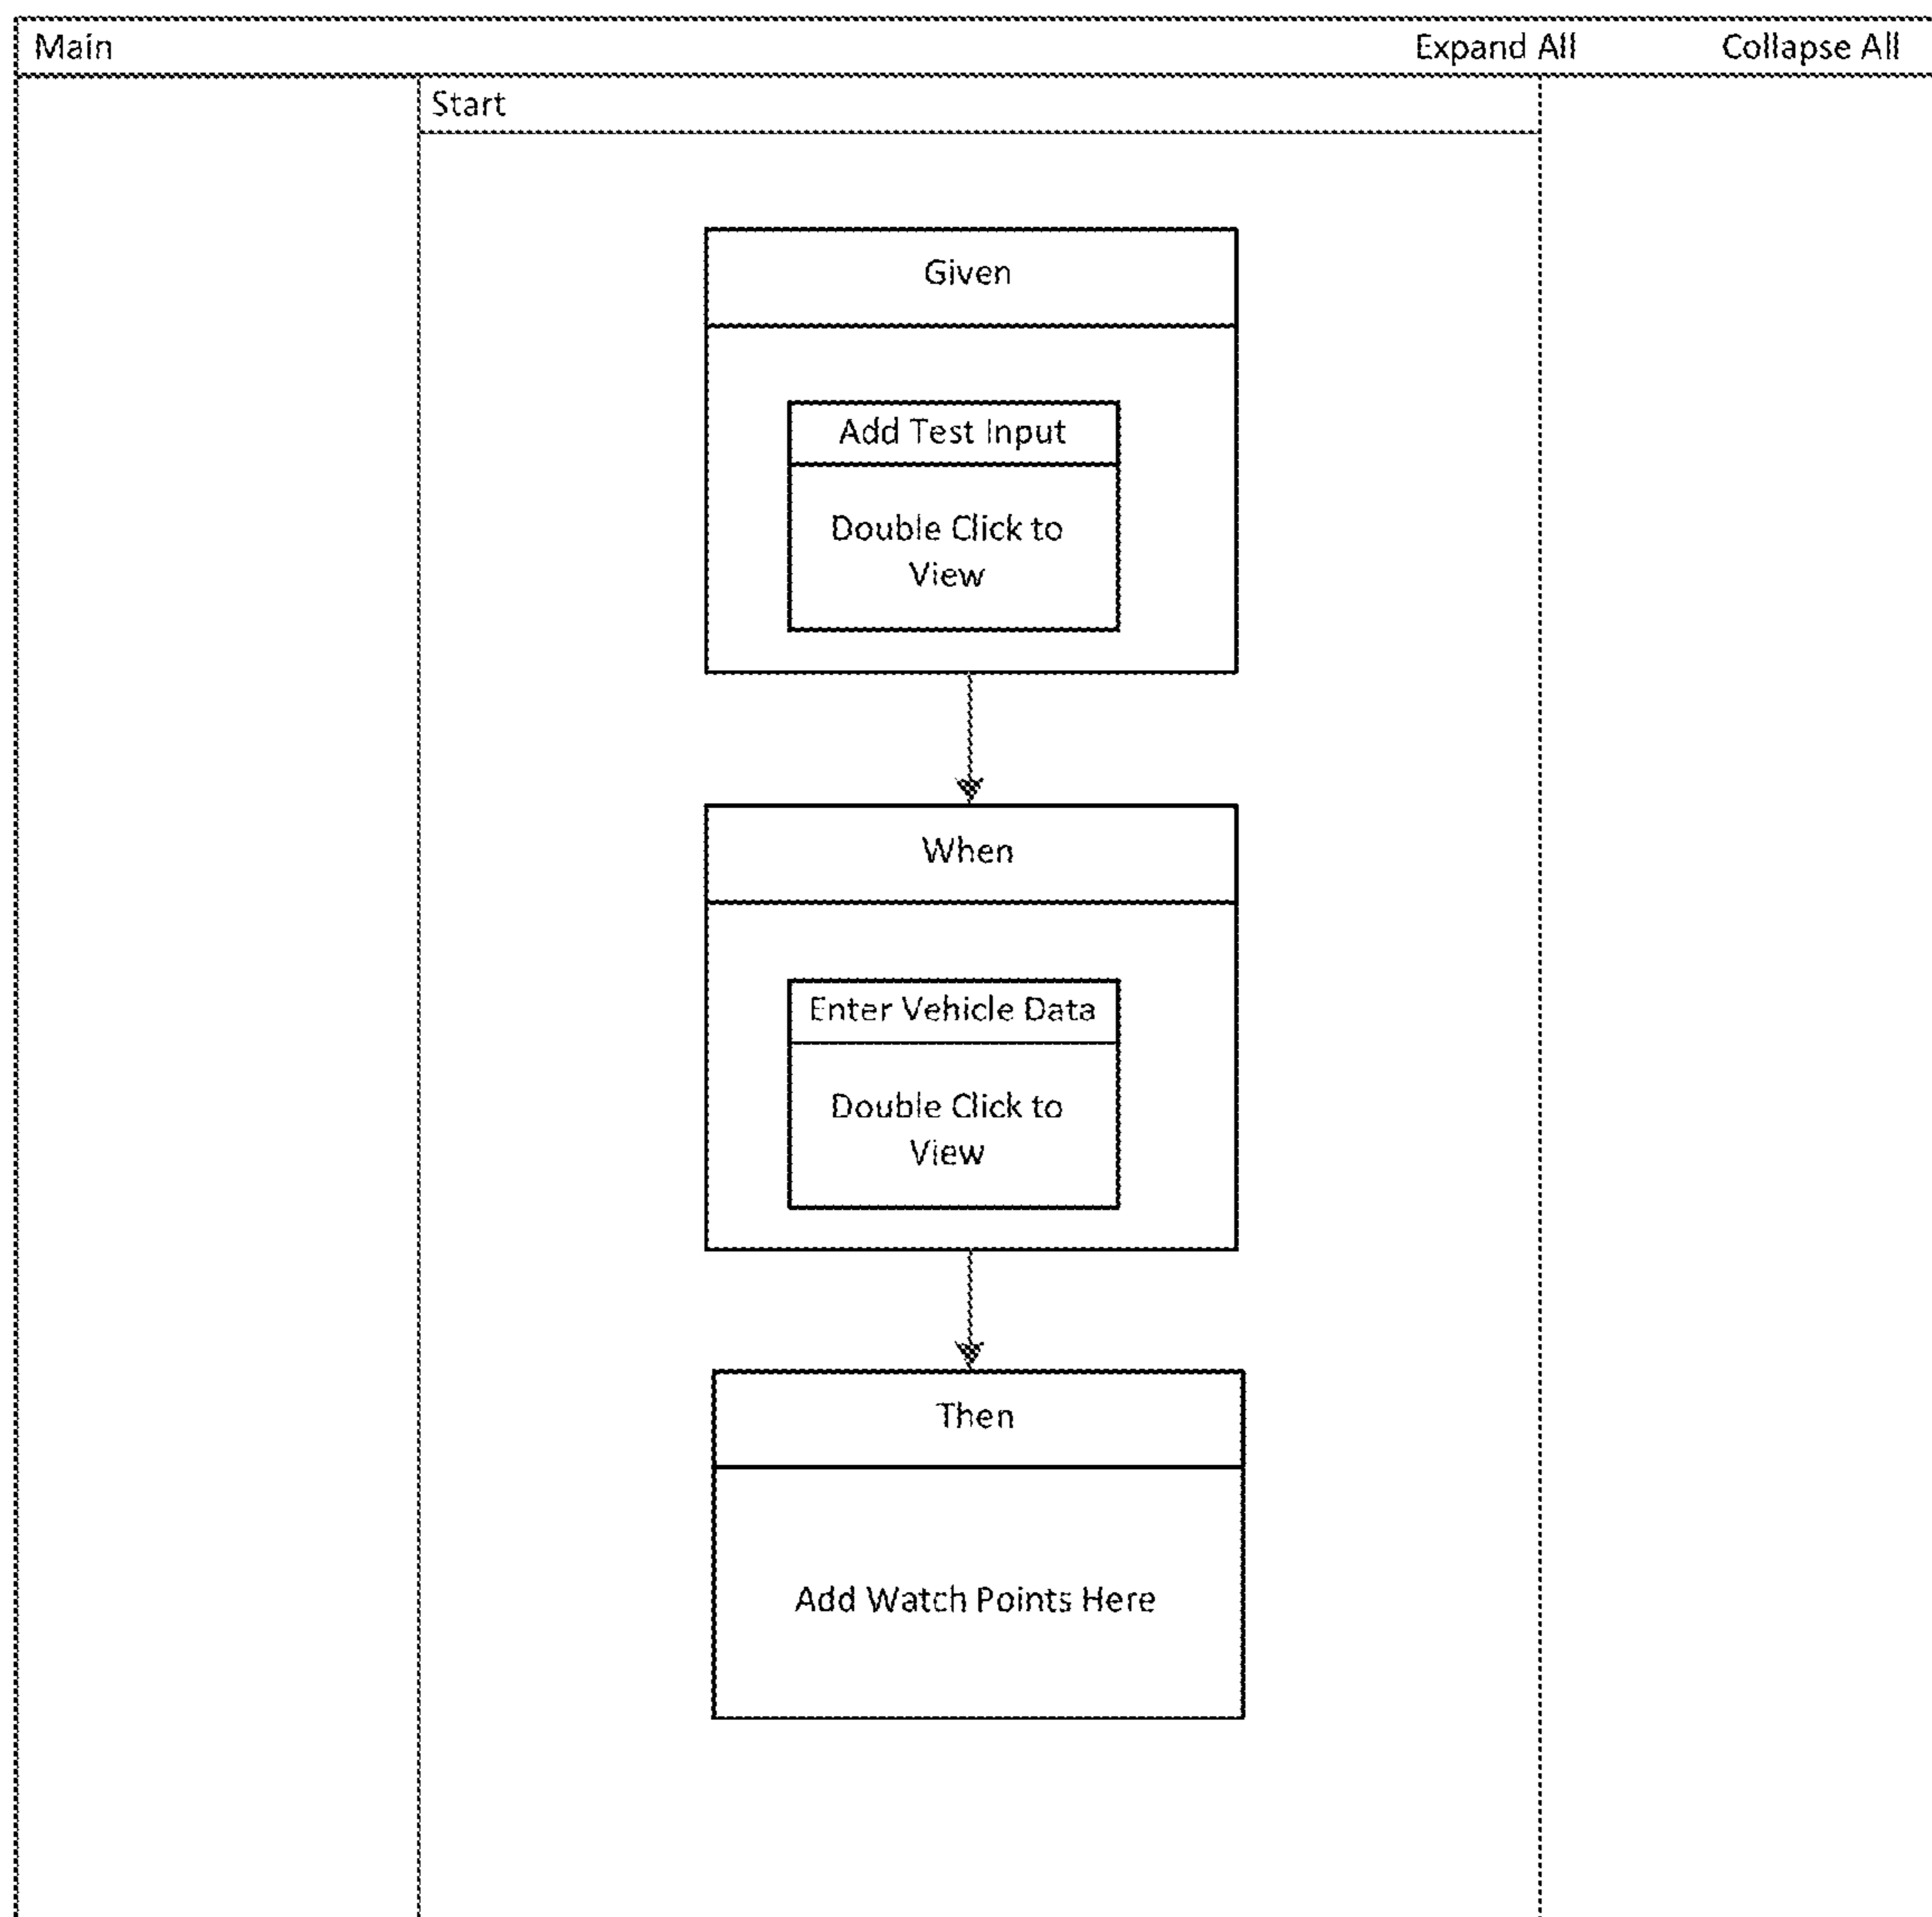 Main Expand All Collapse All
Start
Given
Add Test Input
Double Click to
View
When
Enter Vehicle Data
Double Click to
View
Then
Add Watch Points Here